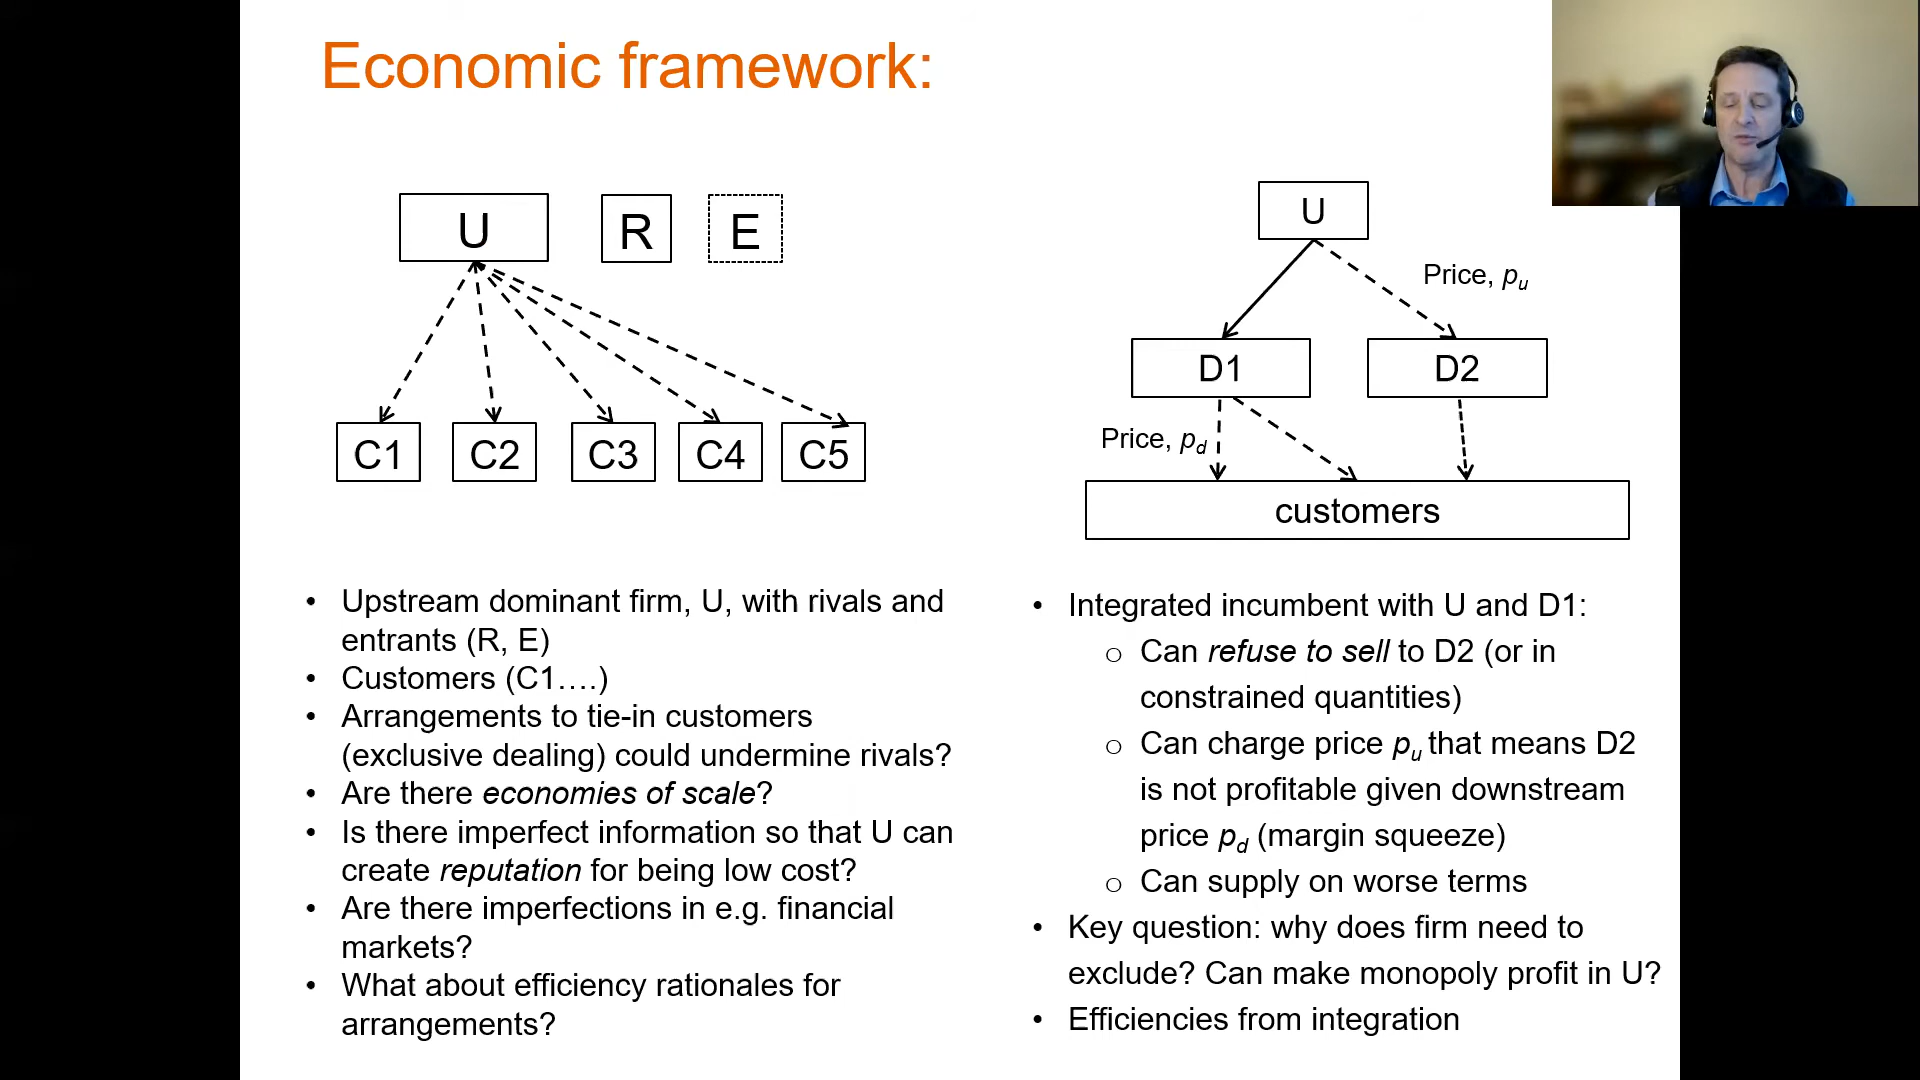 Economic framework:
U
R
E
C1
C2
C3
C4
C5
• Upstream dominant firm, U, with rivals and
entrants (R, E)
• Customers (C1….)
• Arrangements to tie-in customers
(exclusive dealing) could undermine rivals?
• Are there economies of scale?
• Is there imperfect information so that U can
create reputation for being low cost?
• Are there imperfections in e.g. financial
markets?
• What about efficiency rationales for
arrangements?
U
Price, pu
D1
D2
Price, pd
customers
• Integrated incumbent with U and D1:
o Can refuse to sell to D2 (or in
constrained quantities)
o Can charge price pu that means D2
is not profitable given downstream
price pd (margin squeeze)
o Can supply on worse terms
• Key question: why does firm need to
exclude? Can make monopoly profit in U?
• Efficiencies from integration